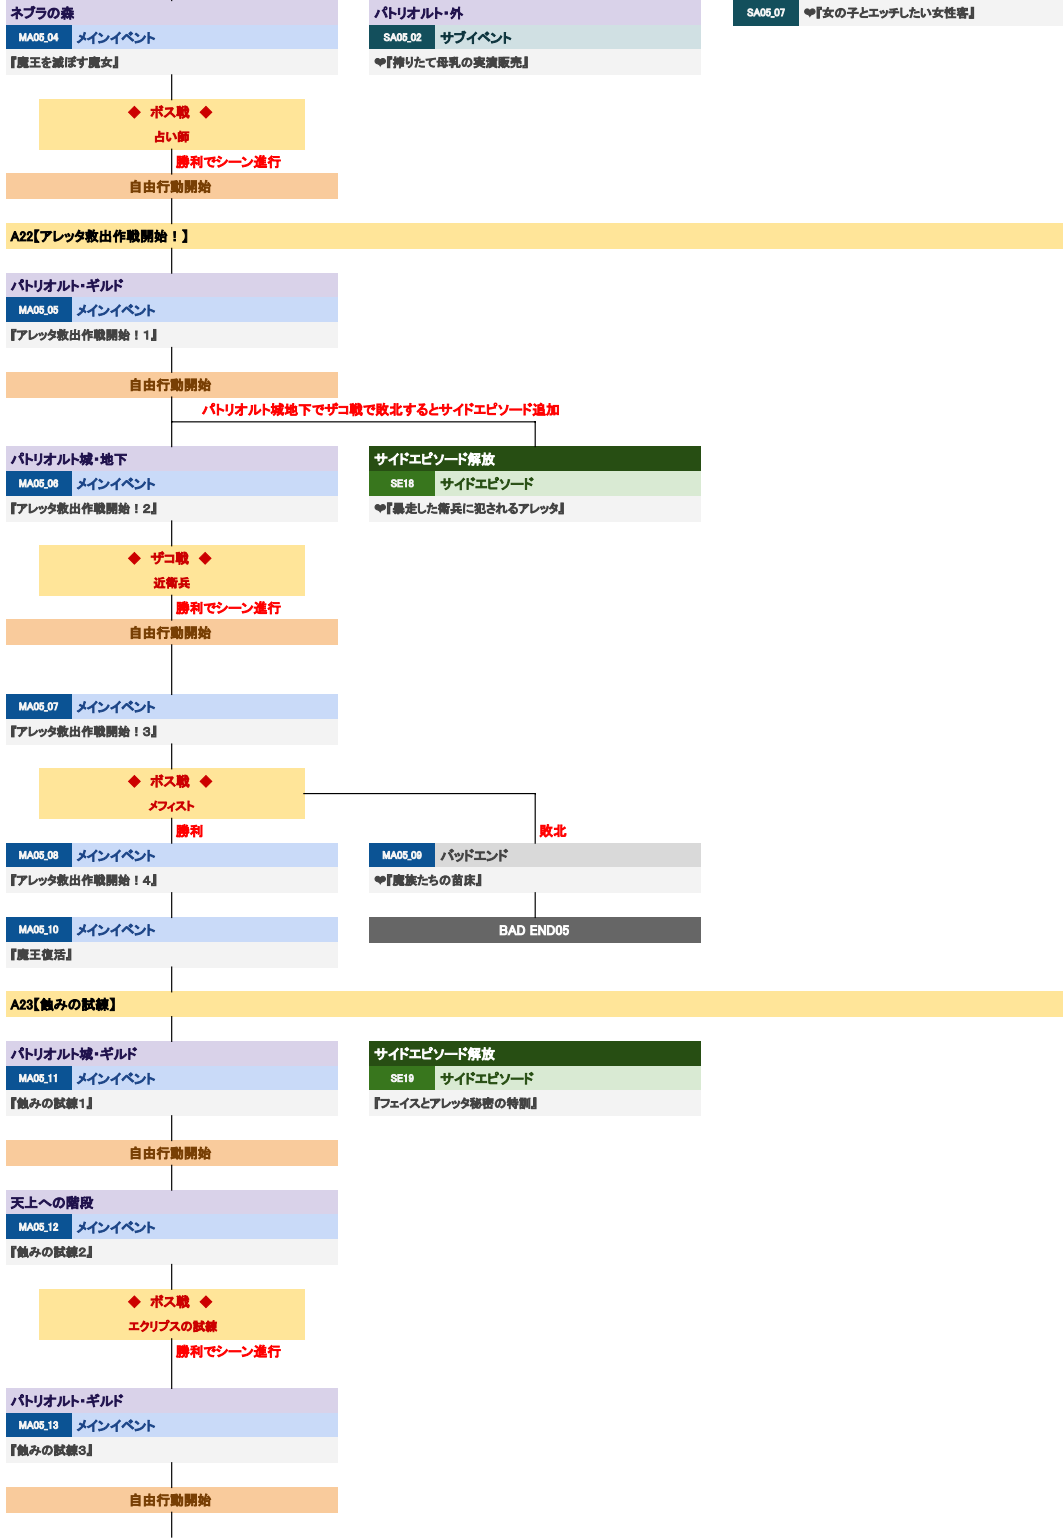 ネブラの森
MA05_04 メインイベント
『魔王を滅ぼす魔女』
パトリオルト・外
SA05_02 サブイベント
❤『搾りたて母乳の実演販売』
SA05_07 ❤『女の子とエッチしたい女性客』
◆ ボス戦 ◆
占い師
勝利でシーン進行
自由行動開始
A22【アレッタ救出作戦開始！】
パトリオルト・ギルド
MA05_05 メインイベント
『アレッタ救出作戦開始！1』
自由行動開始
パトリオルト城地下でザコ戦で敗北するとサイドエピソード追加
パトリオルト城・地下
MA05_06 メインイベント
『アレッタ救出作戦開始！2』
サイドエピソード解放
SE18 サイドエピソード
❤『暴走した衛兵に犯されるアレッタ』
◆ ザコ戦 ◆
近衛兵
勝利でシーン進行
自由行動開始
MA05_07 メインイベント
『アレッタ救出作戦開始！3』
◆ ボス戦 ◆
メフィスト
勝利
敗北
MA05_08 メインイベント
『アレッタ救出作戦開始！4』
MA05_09 バッドエンド
❤『魔族たちの苗床』
MA05_10 メインイベント
『魔王復活』
BAD END05
A23【蝕みの試練】
パトリオルト城・ギルド
MA05_11 メインイベント
『蝕みの試練1』
サイドエピソード解放
SE19 サイドエピソード
『フェイスとアレッタ秘密の特訓』
自由行動開始
天上への階段
MA05_12 メインイベント
『蝕みの試練2』
◆ ボス戦 ◆
エクリプスの試練
勝利でシーン進行
パトリオルト・ギルド
MA05_13 メインイベント
『蝕みの試練3』
自由行動開始